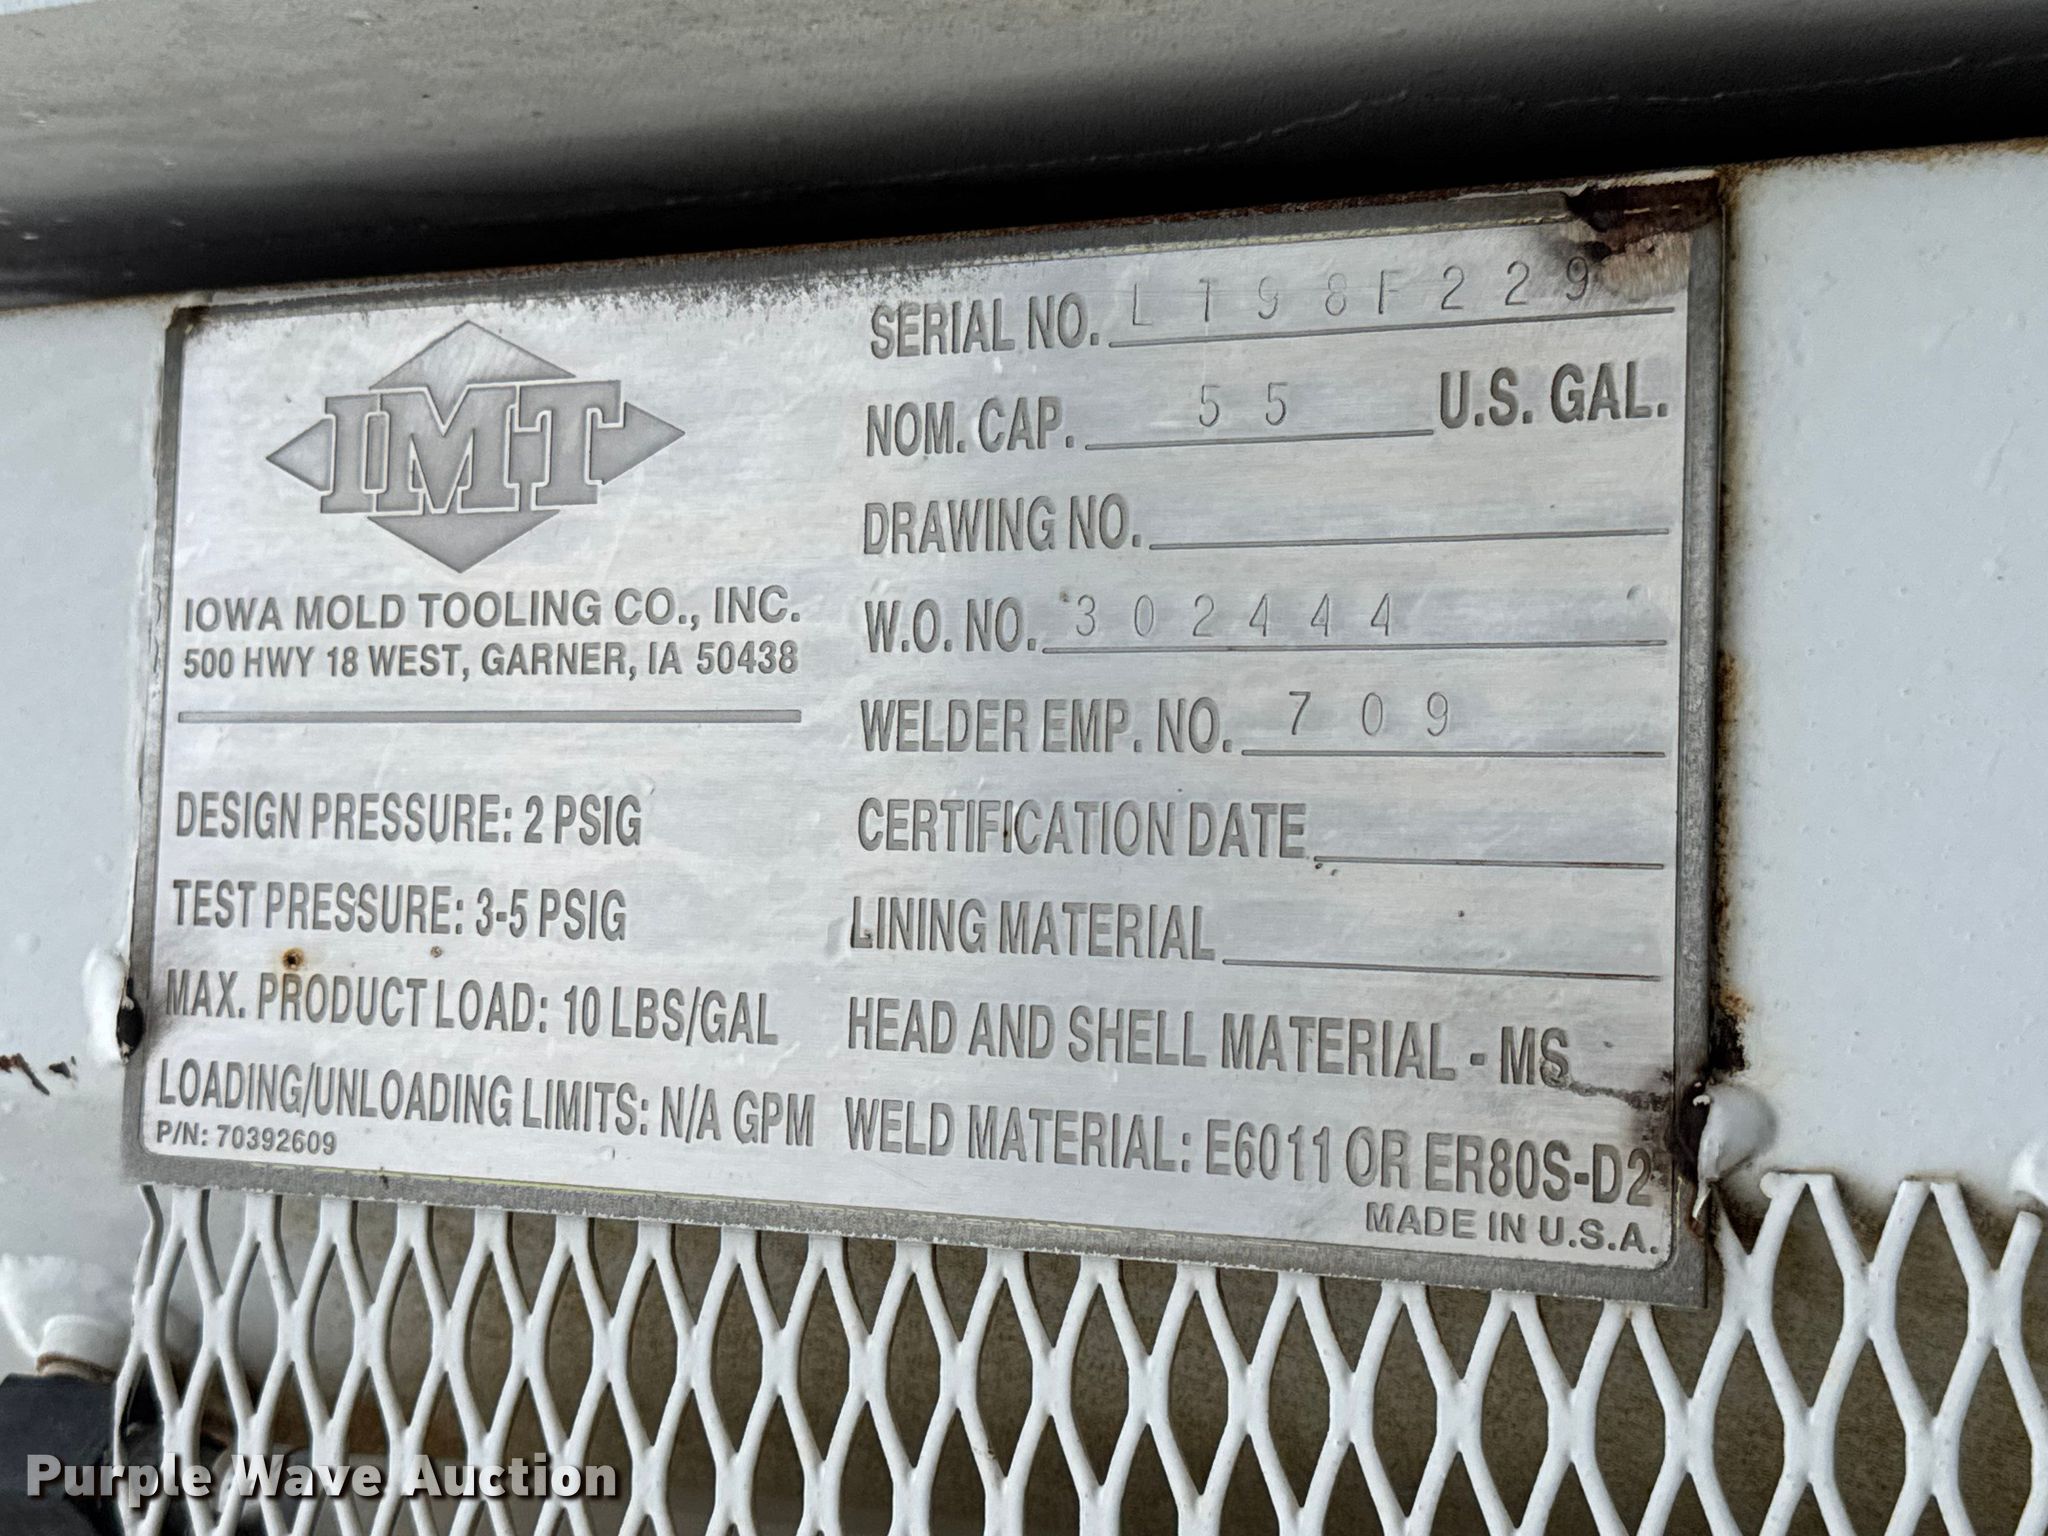 IMT
IOWA MOLD TOOLING CO., INC.
500 HWY 18 WEST, GARNER, IA 50438
DESIGN PRESSURE: 2 PSIG
TEST PRESSURE: 3-5 PSIG
MAX. PRODUCT LOAD: 10 LBS/GAL
LOADING/UNLOADING LIMITS: N/A GPM
P/N: 70392609
SERIAL NO.
NOM. CAP. 55 U.S. GAL.
DRAWING NO.
W.O. NO. 302444
WELDER EMP. NO. 709
CERTIFICATION DATE
LINING MATERIAL
HEAD AND SHELL MATERIAL - MS
WELD MATERIAL: E6011 OR ER80S-D2
MADE IN U.S.A.
Purple Wave Auction